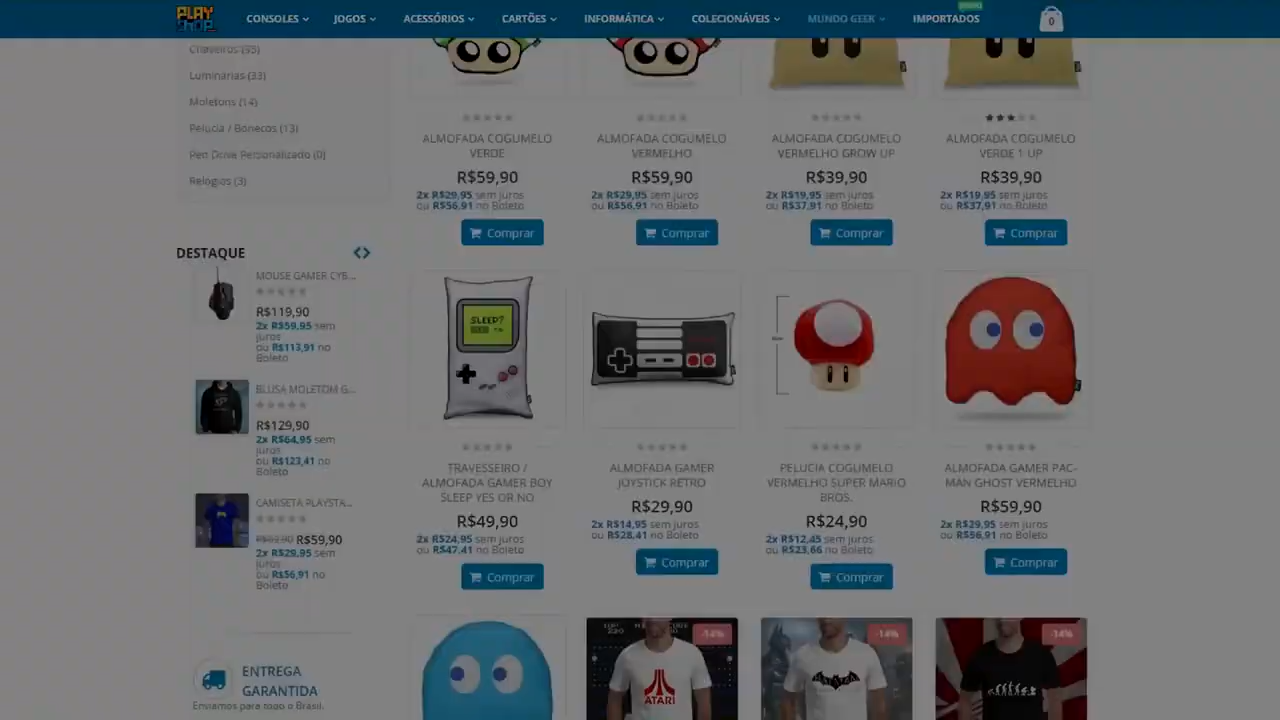 PLAY SHOP
CONSOLES
JOGOS
ACESSÓRIOS
CARTÕES
INFORMÁTICA
COLECIONÁVEIS
MUNDO GEEK
IMPORTADOS
0
Chaveiros (55)
Luminárias (33)
Moletons (14)
Pelucia / Bonecos (13)
Pen Drive Personalizado (0)
Relogios (3)
ALMOFADA COGUMELO
VERDE
R$59,90
2x R$29,95 sem juros
ou R$56,91 no Boleto
Comprar
ALMOFADA COGUMELO
VERMELHO
R$59,90
2x R$29,95 sem juros
ou R$56,91 no Boleto
Comprar
ALMOFADA COGUMELO
VERMELHO GROW UP
R$39,90
2x R$19,95 sem juros
ou R$37,91 no Boleto
Comprar
ALMOFADA COGUMELO
VERDE 1 UP
R$39,90
2x R$19,95 sem juros
ou R$37,91 no Boleto
Comprar
DESTAQUE
MOUSE GAMER CYB...
R$119,90
2x R$59,95 sem
juros
ou R$113,91 no
Boleto
BLUSA MOLETOM G...
R$129,90
2x R$64,95 sem
juros
ou R$123,41 no
Boleto
CAMISETA PLAYSTA...
R$69,90 R$59,90
2x R$29,95 sem
juros
ou R$56,91 no
Boleto
SLEEP?
TRAVESSEIRO /
ALMOFADA GAMER BOY
SLEEP YES OR NO
R$49,90
2x R$24,95 sem juros
ou R$47,41 no Boleto
Comprar
ALMOFADA GAMER
JOYSTICK RETRO
R$29,90
2x R$14,95 sem juros
ou R$28,41 no Boleto
Comprar
PELUCIA COGUMELO
VERMELHO SUPER MARIO
BROS.
R$24,90
2x R$12,45 sem juros
ou R$23,66 no Boleto
Comprar
ALMOFADA GAMER PAC-
MAN GHOST VERMELHO
R$59,90
2x R$29,95 sem juros
ou R$56,91 no Boleto
Comprar
-14%
-14%
-14%
ATARI
ENTREGA
GARANTIDA
Enviamos para todo o Brasil.